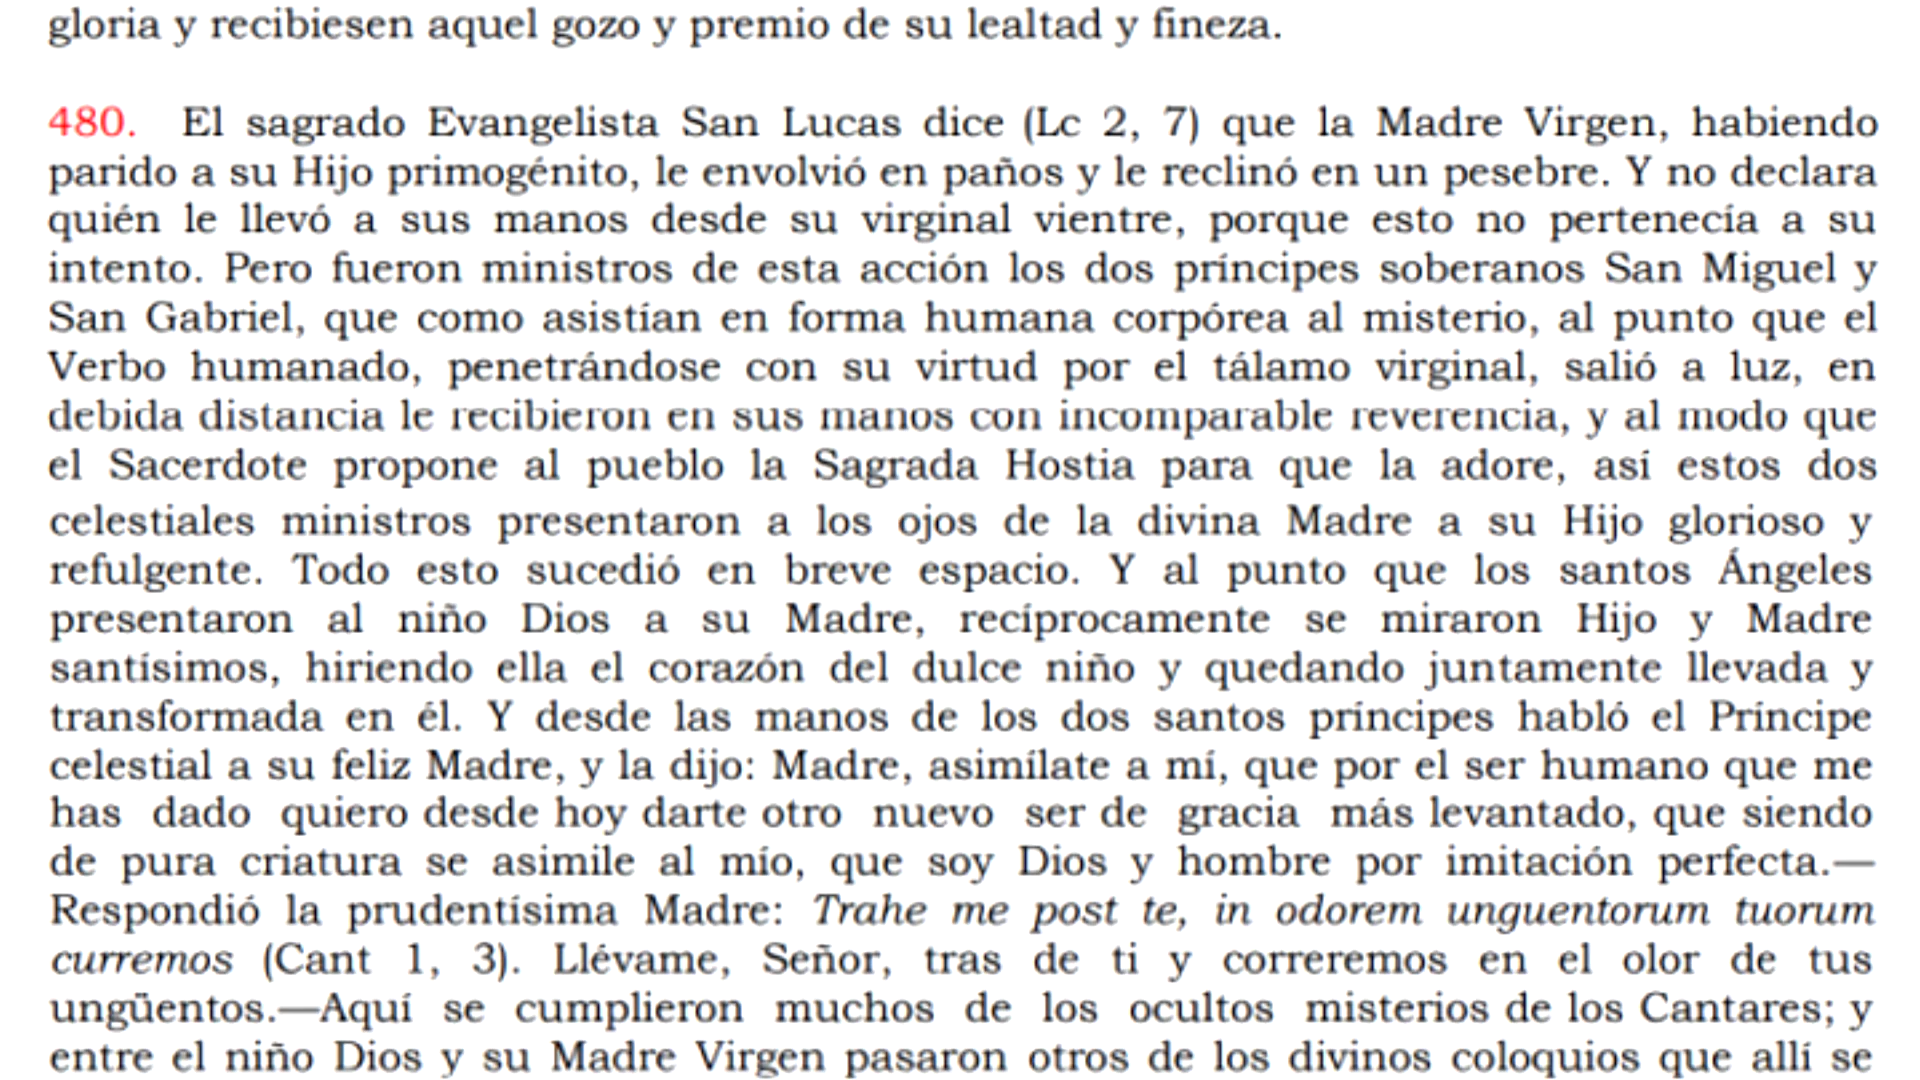 gloria y recibiesen aquel gozo y premio de su lealtad y fineza.
480. El sagrado Evangelista San Lucas dice (Lc 2, 7) que la Madre Virgen, habiendo
parido a su Hijo primogénito, le envolvió en paños y le reclinó en un pesebre. Y no declara
quién le llevó a sus manos desde su virginal vientre, porque esto no pertenecía a su
intento. Pero fueron ministros de esta acción los dos príncipes soberanos San Miguel y
San Gabriel, que como asistían en forma humana corpórea al misterio, al punto que el
Verbo humanado, penetrándose con su virtud por el tálamo virginal, salió a luz, en
debida distancia le recibieron en sus manos con incomparable reverencia, y al modo que
el Sacerdote propone al pueblo la Sagrada Hostia para que la adore, así estos dos
celestiales ministros presentaron a los ojos de la divina Madre a su Hijo glorioso y
refulgente. Todo esto sucedió en breve espacio. Y al punto que los santos Ángeles
presentaron al niño Dios a su Madre, recíprocamente se miraron Hijo y Madre
santísimos, hiriendo ella el corazón del dulce niño y quedando juntamente llevada y
transformada en él. Y desde las manos de los dos santos príncipes habló el Príncipe
celestial a su feliz Madre, y la dijo: Madre, asimílate a mí, que por el ser humano que me
has dado quiero desde hoy darte otro nuevo ser de gracia más levantado, que siendo
de pura criatura se asimile al mío, que soy Dios y hombre por imitación perfecta.—
Respondió la prudentísima Madre: Trahe me post te, in odorem unguentorum tuorum
curremos (Cant 1, 3). Llévame, Señor, tras de ti y correremos en el olor de tus
ungüentos.—Aquí se cumplieron muchos de los ocultos misterios de los Cantares; y
entre el niño Dios y su Madre Virgen pasaron otros de los divinos coloquios que allí se